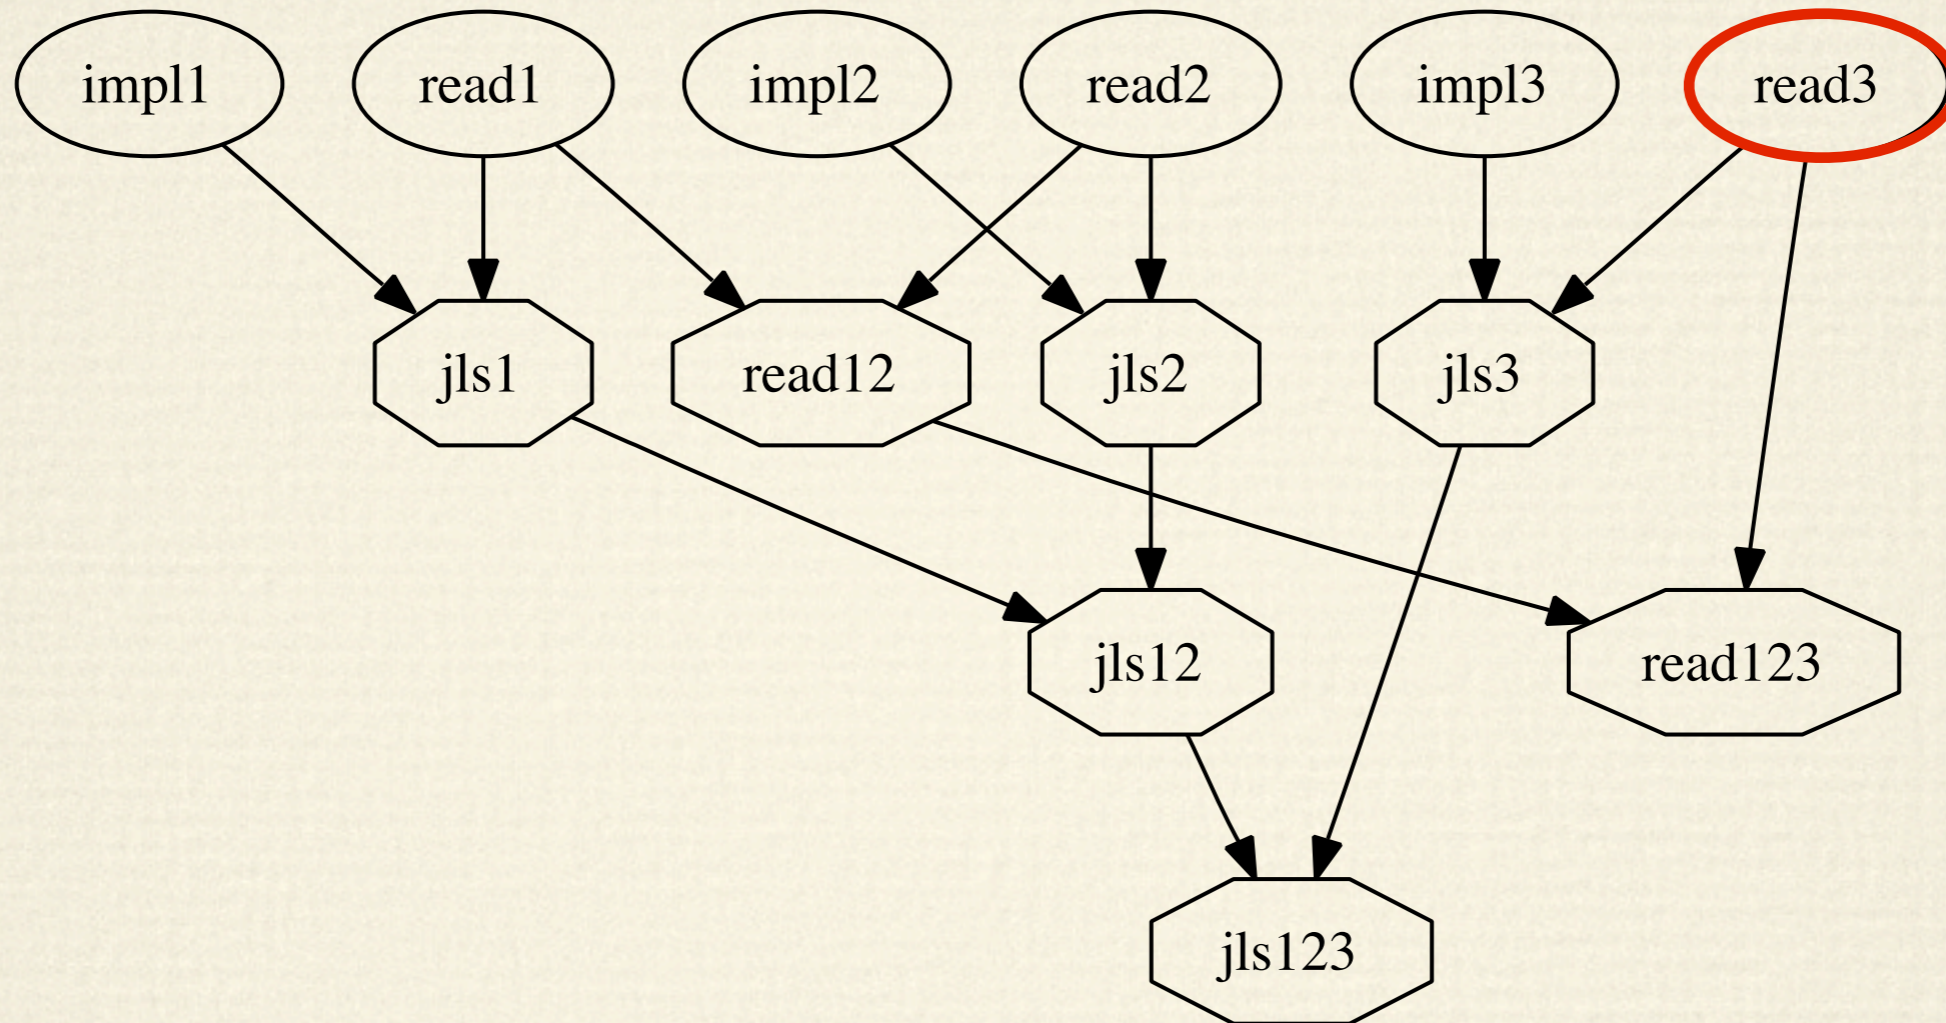 impl1
read1
impl2
read2
impl3
read3
jls1
read12
jls2
jls3
jls12
read123
jls123